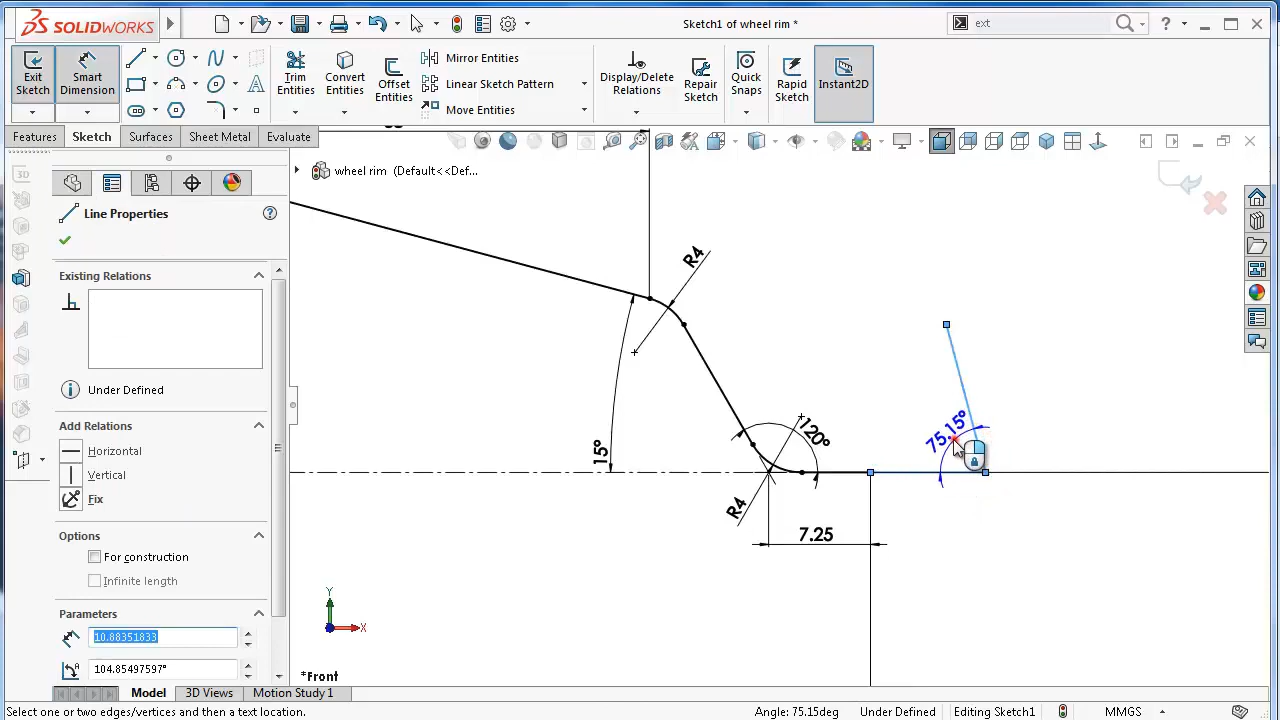 SOLIDWORKS
Sketch1 of wheel rim *
ext
Exit Sketch
Smart Dimension
Trim Entities
Convert Entities
Offset Entities
Mirror Entities
Linear Sketch Pattern
Move Entities
Display/Delete Relations
Repair Sketch
Quick Snaps
Rapid Sketch
Instant2D
Features
Sketch
Surfaces
Sheet Metal
Evaluate
wheel rim (Default<<Def...
Line Properties
Existing Relations
Under Defined
Add Relations
Horizontal
Vertical
Fix
Options
For construction
Infinite length
Parameters
10.88351833
104.85497597°
R4
15°
120°
75.15°
R4
7.25
Y
X
*Front
Model
3D Views
Motion Study 1
Select one or two edges/vertices and then a text location.
Angle: 75.15deg
Under Defined
Editing Sketch1
MMGS